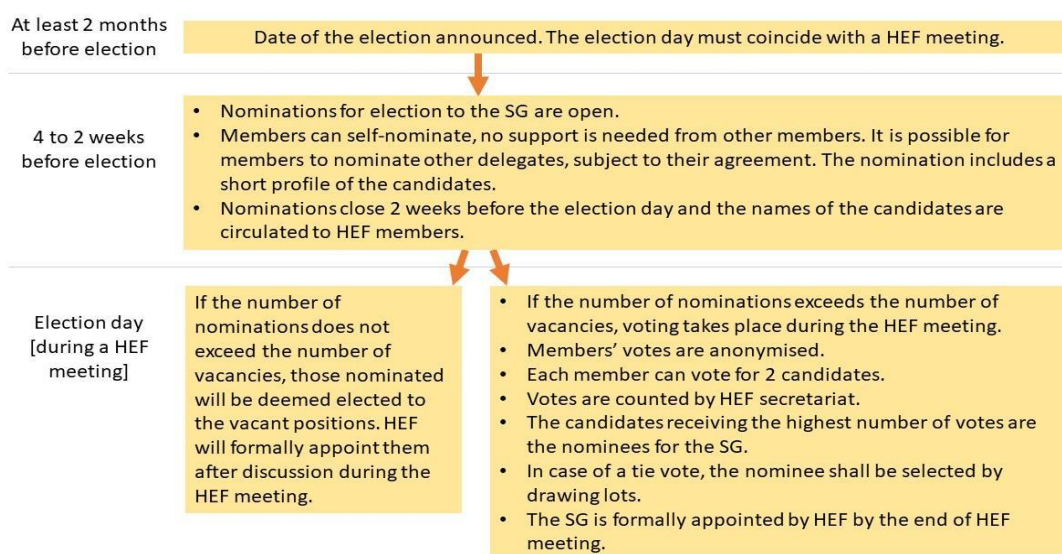 At least 2 months
before election
Date of the election announced. The election day must coincide with a HEF meeting.
4 to 2 weeks
before election
• Nominations for election to the SG are open.
• Members can self-nominate, no support is needed from other members. It is possible for
members to nominate other delegates, subject to their agreement. The nomination includes a
short profile of the candidates.
• Nominations close 2 weeks before the election day and the names of the candidates are
circulated to HEF members.
Election day
[during a HEF
meeting]
If the number of
nominations does not
exceed the number of
vacancies, those nominated
will be deemed elected to
the vacant positions. HEF
will formally appoint them
after discussion during the
HEF meeting.
• If the number of nominations exceeds the number of
vacancies, voting takes place during the HEF meeting.
• Members’ votes are anonymised.
• Each member can vote for 2 candidates.
• Votes are counted by HEF secretariat.
• The candidates receiving the highest number of votes are
the nominees for the SG.
• In case of a tie vote, the nominee shall be selected by
drawing lots.
• The SG is formally appointed by HEF by the end of HEF
meeting.